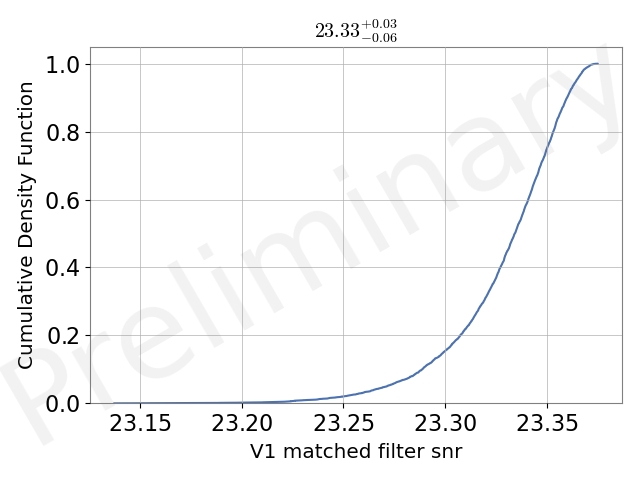 23.33^{+0.03}_{-0.06}
Cumulative Density Function
1.0
0.8
0.6
0.4
0.2
0.0
Preliminary
23.15 23.20 23.25 23.30 23.35
V1 matched filter snr